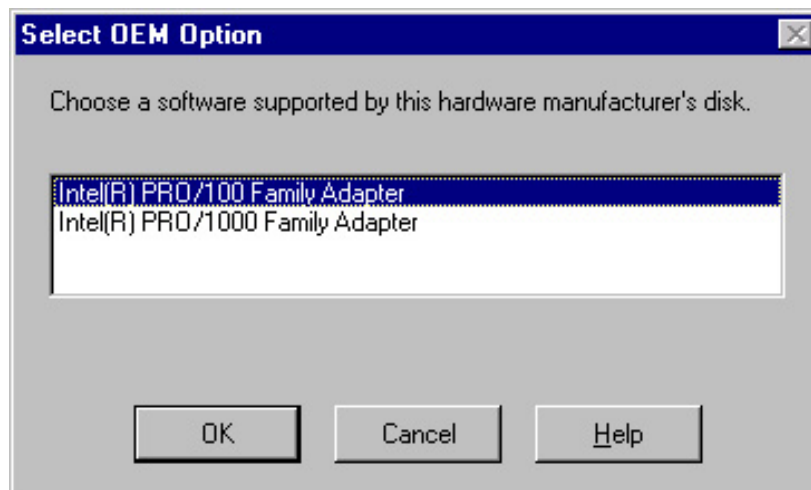 Select OEM Option
Choose a software supported by this hardware manufacturer's disk.
Intel(R) PRO/100 Family Adapter
Intel(R) PRO/1000 Family Adapter
OK Cancel Help